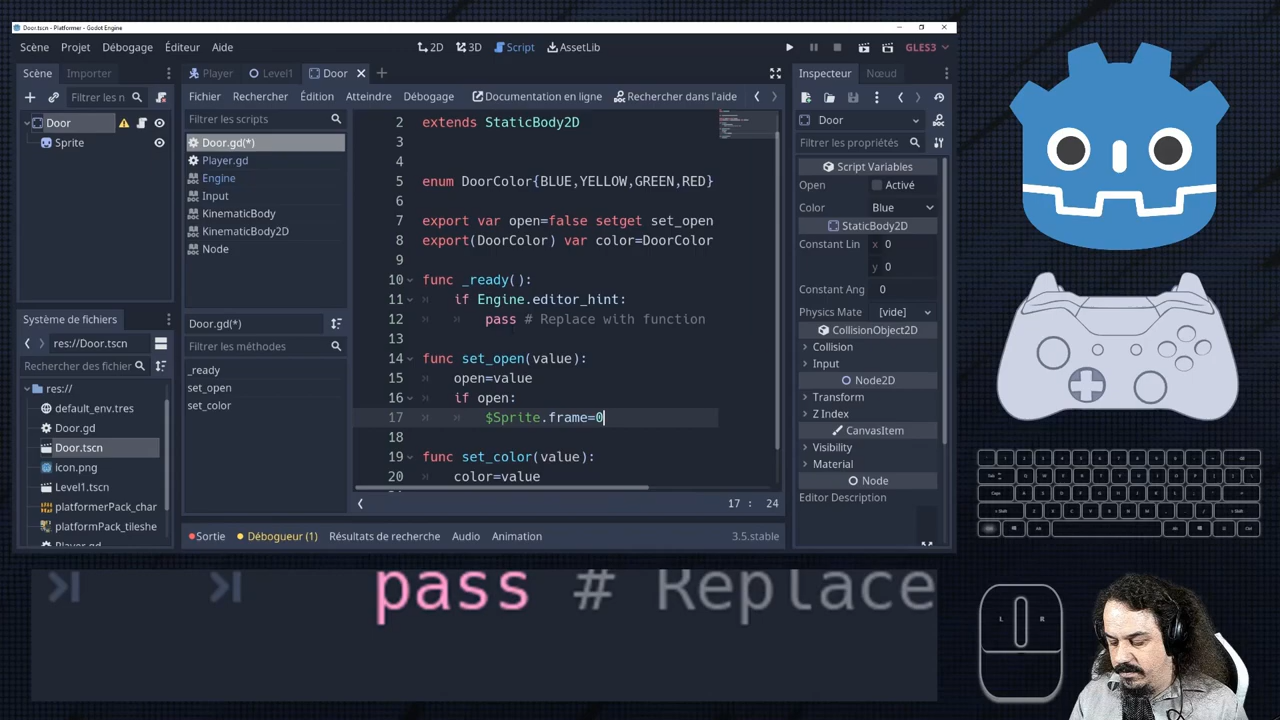 Door.tscn - Platformer - Godot Engine
Scène Projet Débogage Éditeur Aide
2D 3D Script AssetLib
GLES3
Scène Importer
Filtrer les n
Door
Sprite
Système de fichiers
res://Door.tscn
Rechercher des fichier
res://
default_env.tres
Door.gd
Door.tscn
icon.png
Level1.tscn
platformerPack_char
platformPack_tileshe
Player.gd
Player Level1 Door
Fichier Rechercher Édition Atteindre Débogage Documentation en ligne Rechercher dans l'aide
Filtrer les scripts
Door.gd(*)
Player.gd
Engine
Input
KinematicBody
KinematicBody2D
Node
Door.gd(*)
Filtrer les méthodes
_ready
set_open
set_color
2 extends StaticBody2D
3
4
5 enum DoorColor{BLUE,YELLOW,GREEN,RED}
6
7 export var open=false setget set_open
8 export(DoorColor) var color=DoorColor
9
10 func _ready():
11 if Engine.editor_hint:
12 pass # Replace with function
13
14 func set_open(value):
15 open=value
16 if open:
17 $Sprite.frame=0
18
19 func set_color(value):
20 color=value
17 : 24
Sortie Débogueur (1) Résultats de recherche Audio Animation 3.5.stable
Inspecteur Nœud
Door
Filtrer les propriétés
Script Variables
Open Activé
Color Blue
StaticBody2D
Constant Lin x 0
y 0
Constant Ang 0
Physics Mate [vide]
CollisionObject2D
Collision
Input
Node2D
Transform
Z Index
CanvasItem
Visibility
Material
Node
Editor Description
pass # Replace
L R